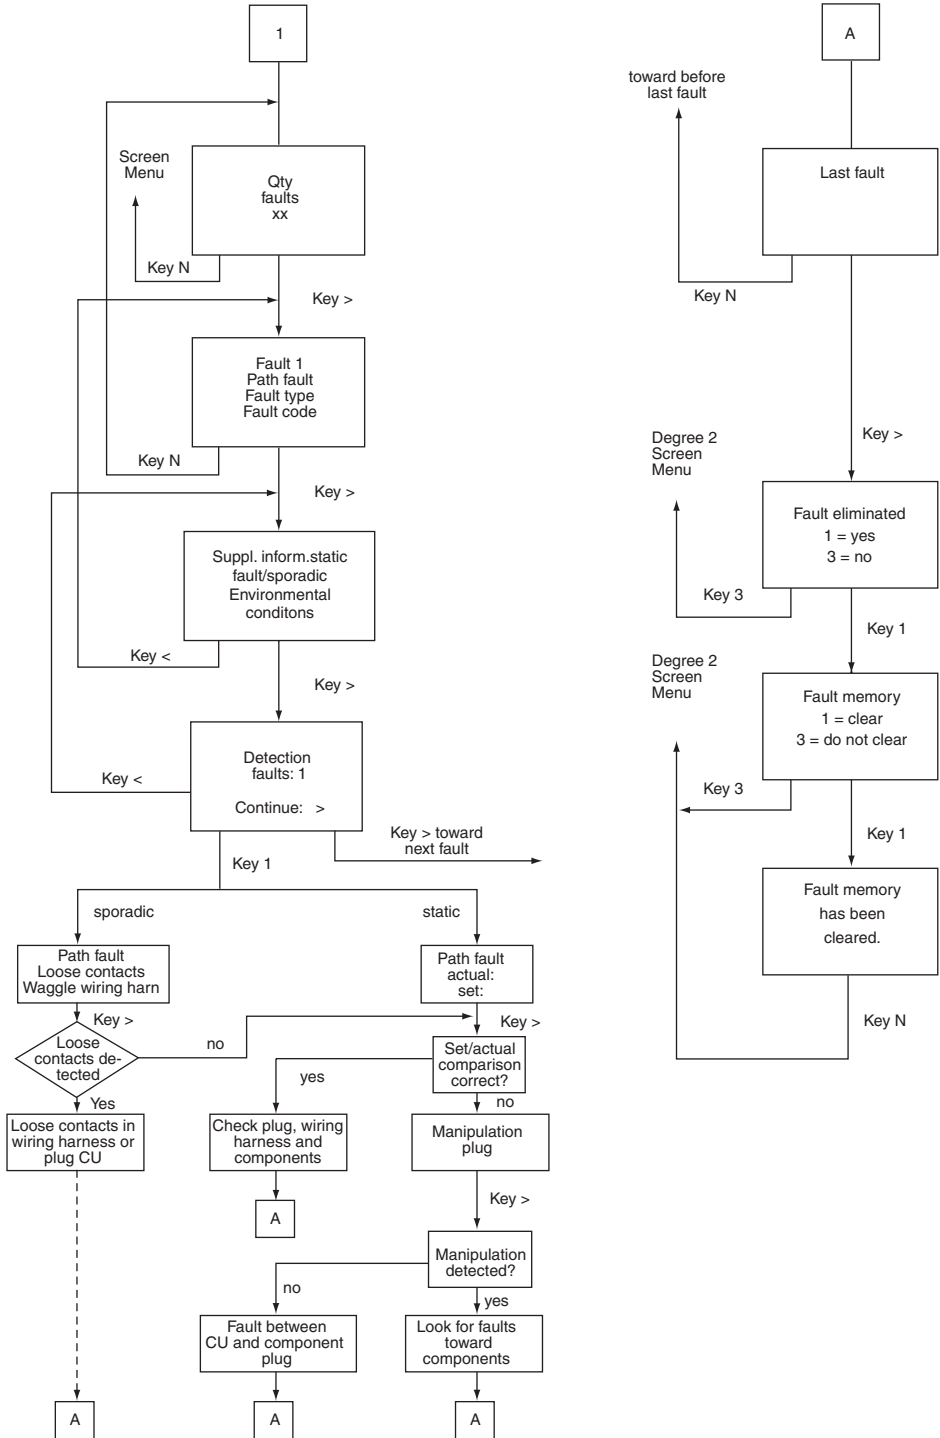 1
Screen
Menu
Qty
faults
xx
Key N
Key >
Fault 1
Path fault
Fault type
Fault code
Key N
Key >
Suppl. inform.static
fault/sporadic
Environmental
conditons
Key <
Key >
Detection
faults: 1
Continue: >
Key <
Key > toward
next fault
Key 1
sporadic
static
Path fault
Loose contacts
Waggle wiring harn
Path fault
actual:
set:
Key >
Key >
Loose
contacts de-
tected
no
Set/actual
comparison
correct?
yes
no
Yes
Loose contacts in
wiring harness or
plug CU
Check plug, wiring
harness and
components
Manipulation
plug
A
Key >
Manipulation
detected?
no
yes
Fault between
CU and component
plug
Look for faults
toward
components
A
A
A
A
toward before
last fault
Last fault
Key N
Key >
Degree 2
Screen
Menu
Fault eliminated
1 = yes
3 = no
Key 3
Key 1
Degree 2
Screen
Menu
Fault memory
1 = clear
3 = do not clear
Key 3
Key 1
Fault memory
has been
cleared.
Key N